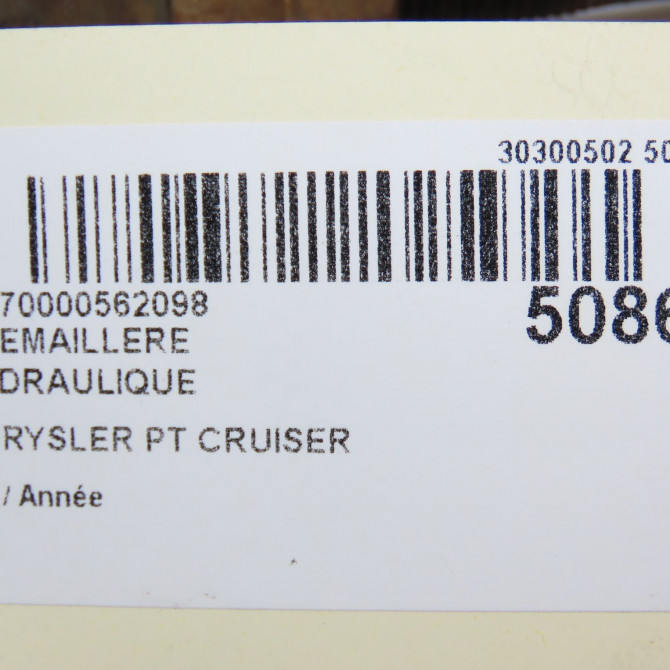 30300502 50
70000562098
5086
EMAILLERE
DRAULIQUE
RYSLER PT CRUISER
/ Année